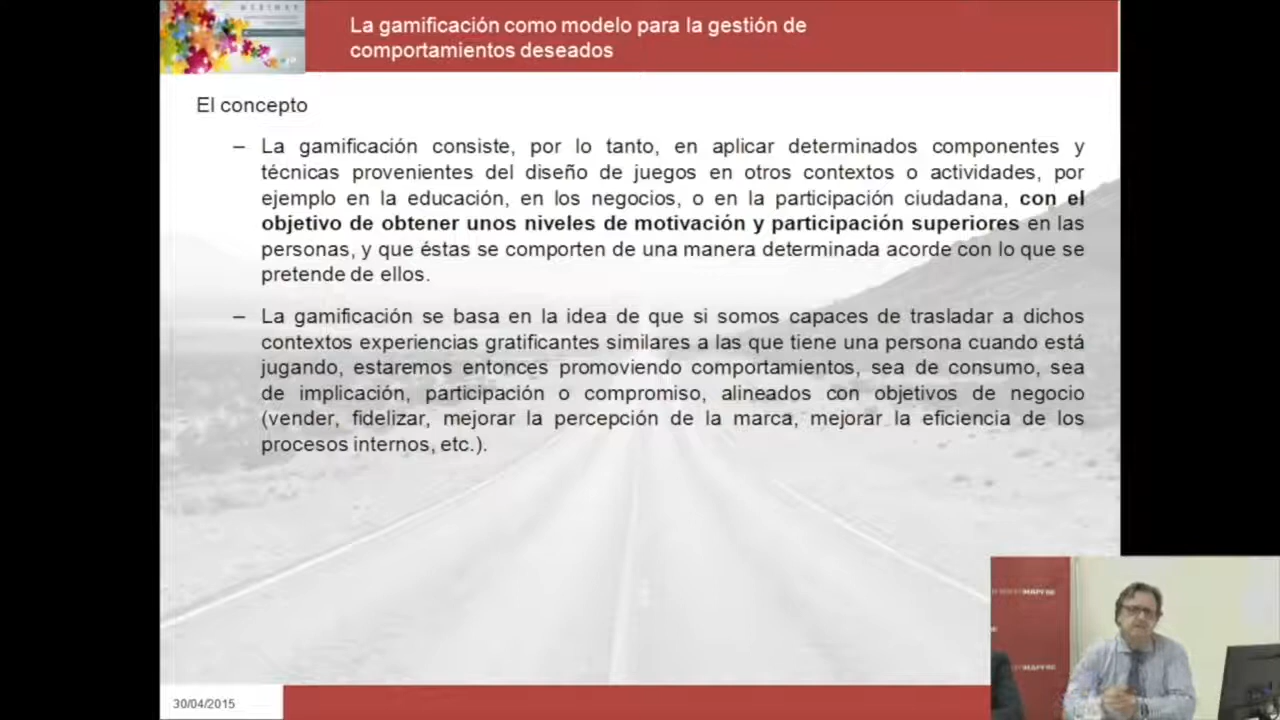 WEBINAR
La gamificación como modelo para la gestión de
comportamientos deseados
El concepto
– La gamificación consiste, por lo tanto, en aplicar determinados componentes y
técnicas provenientes del diseño de juegos en otros contextos o actividades, por
ejemplo en la educación, en los negocios, o en la participación ciudadana, con el
objetivo de obtener unos niveles de motivación y participación superiores en las
personas, y que éstas se comporten de una manera determinada acorde con lo que se
pretende de ellos.
– La gamificación se basa en la idea de que si somos capaces de trasladar a dichos
contextos experiencias gratificantes similares a las que tiene una persona cuando está
jugando, estaremos entonces promoviendo comportamientos, sea de consumo, sea
de implicación, participación o compromiso, alineados con objetivos de negocio
(vender, fidelizar, mejorar la percepción de la marca, mejorar la eficiencia de los
procesos internos, etc.).
MAPFRE
MAPFRE
30/04/2015